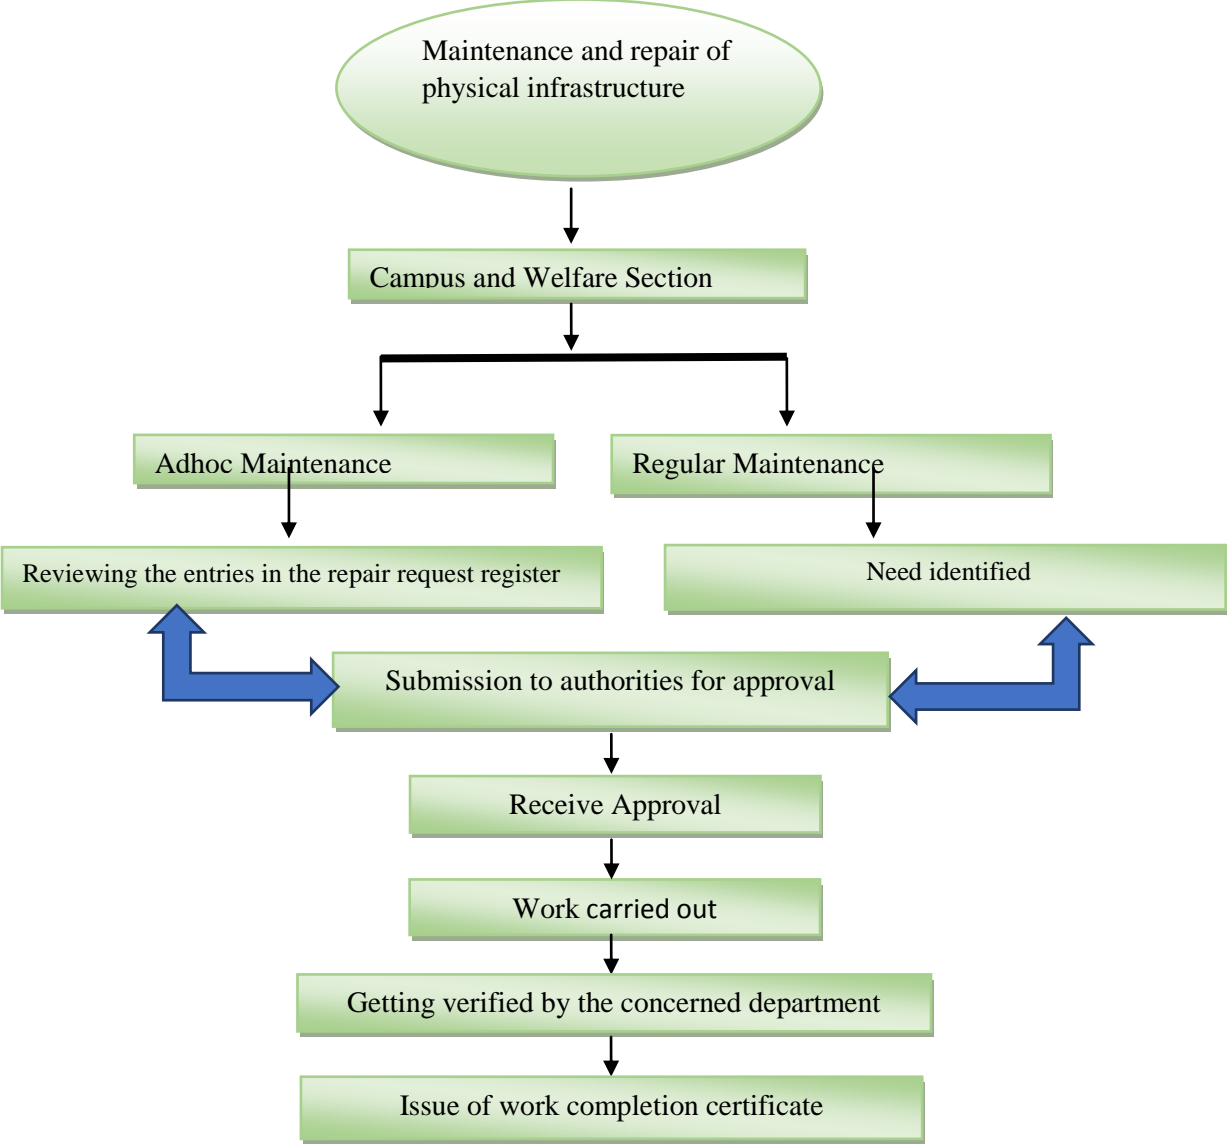 Maintenance and repair of
physical infrastructure
Campus and Welfare Section
Adhoc Maintenance
Regular Maintenance
Reviewing the entries in the repair request register
Need identified
Submission to authorities for approval
Receive Approval
Work carried out
Getting verified by the concerned department
Issue of work completion certificate